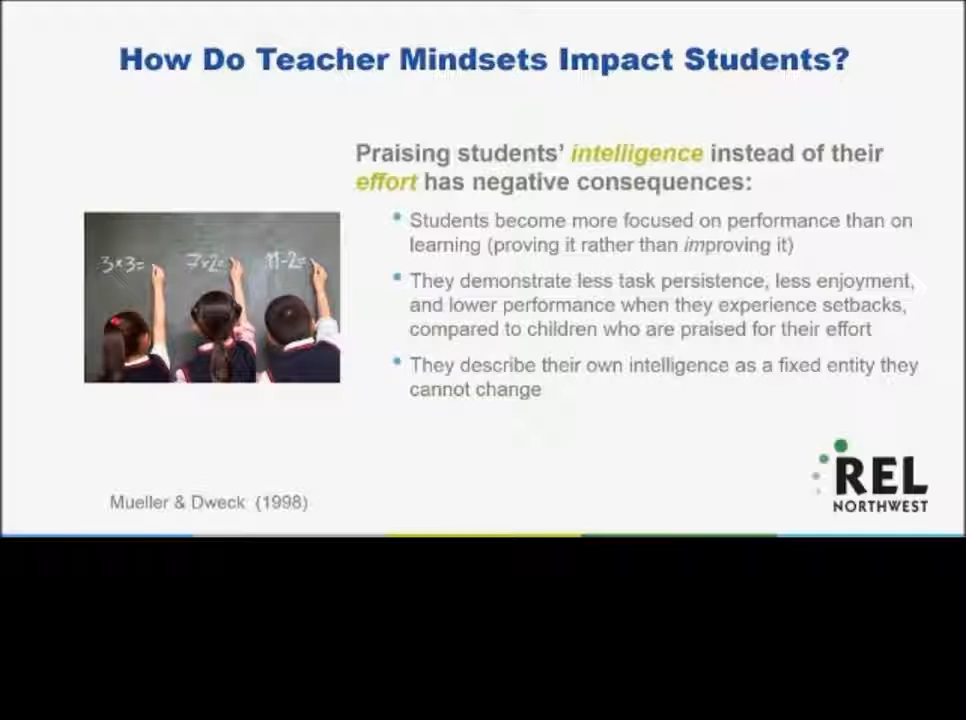 How Do Teacher Mindsets Impact Students?
Praising students' intelligence instead of their
effort has negative consequences:
• Students become more focused on performance than on
learning (proving it rather than improving it)
• They demonstrate less task persistence, less enjoyment,
and lower performance when they experience setbacks,
compared to children who are praised for their effort
• They describe their own intelligence as a fixed entity they
cannot change
3×3= 7×2= 11-2=
Mueller & Dweck (1998)
REL
NORTHWEST